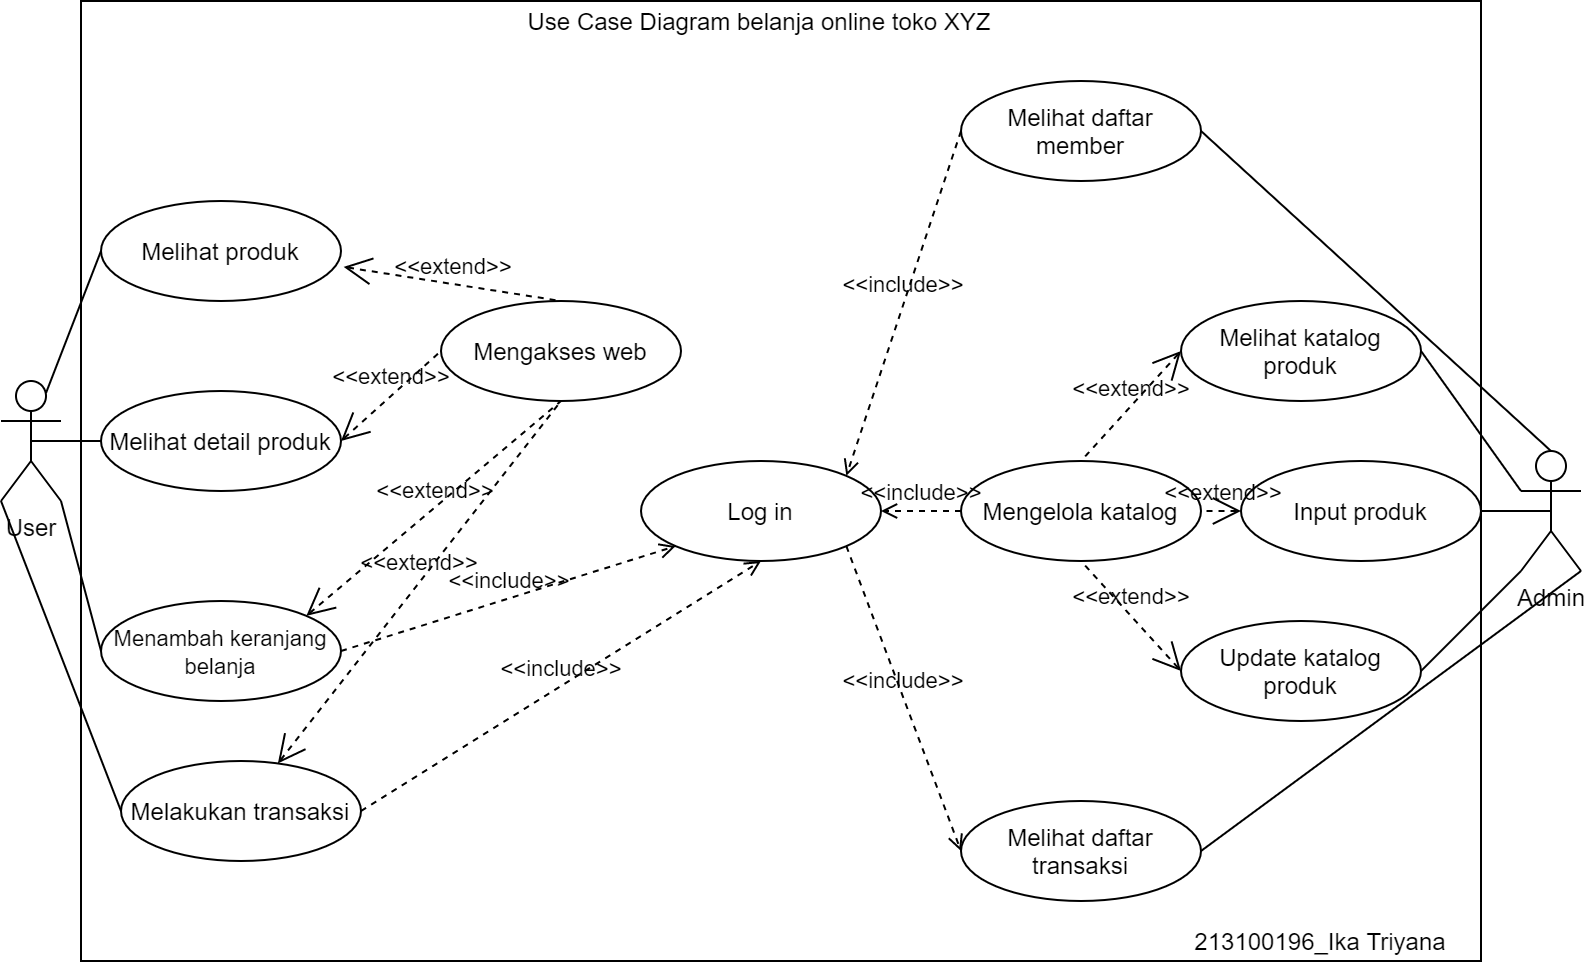 Use Case Diagram belanja online toko XYZ
Melihat daftar
member
Melihat produk
<<extend>>
<<include>>
Mengakses web
Melihat katalog
produk
<<extend>>
<<extend>>
Melihat detail produk
<<extend>>
<<include>>
<<extend>>
Log in
Mengelola katalog
Input produk
User
<<extend>>
<<include>>
<<extend>>
Admin
Menambah keranjang
belanja
<<include>>
<<include>>
Update katalog
produk
Melakukan transaksi
Melihat daftar
transaksi
213100196_Ika Triyana